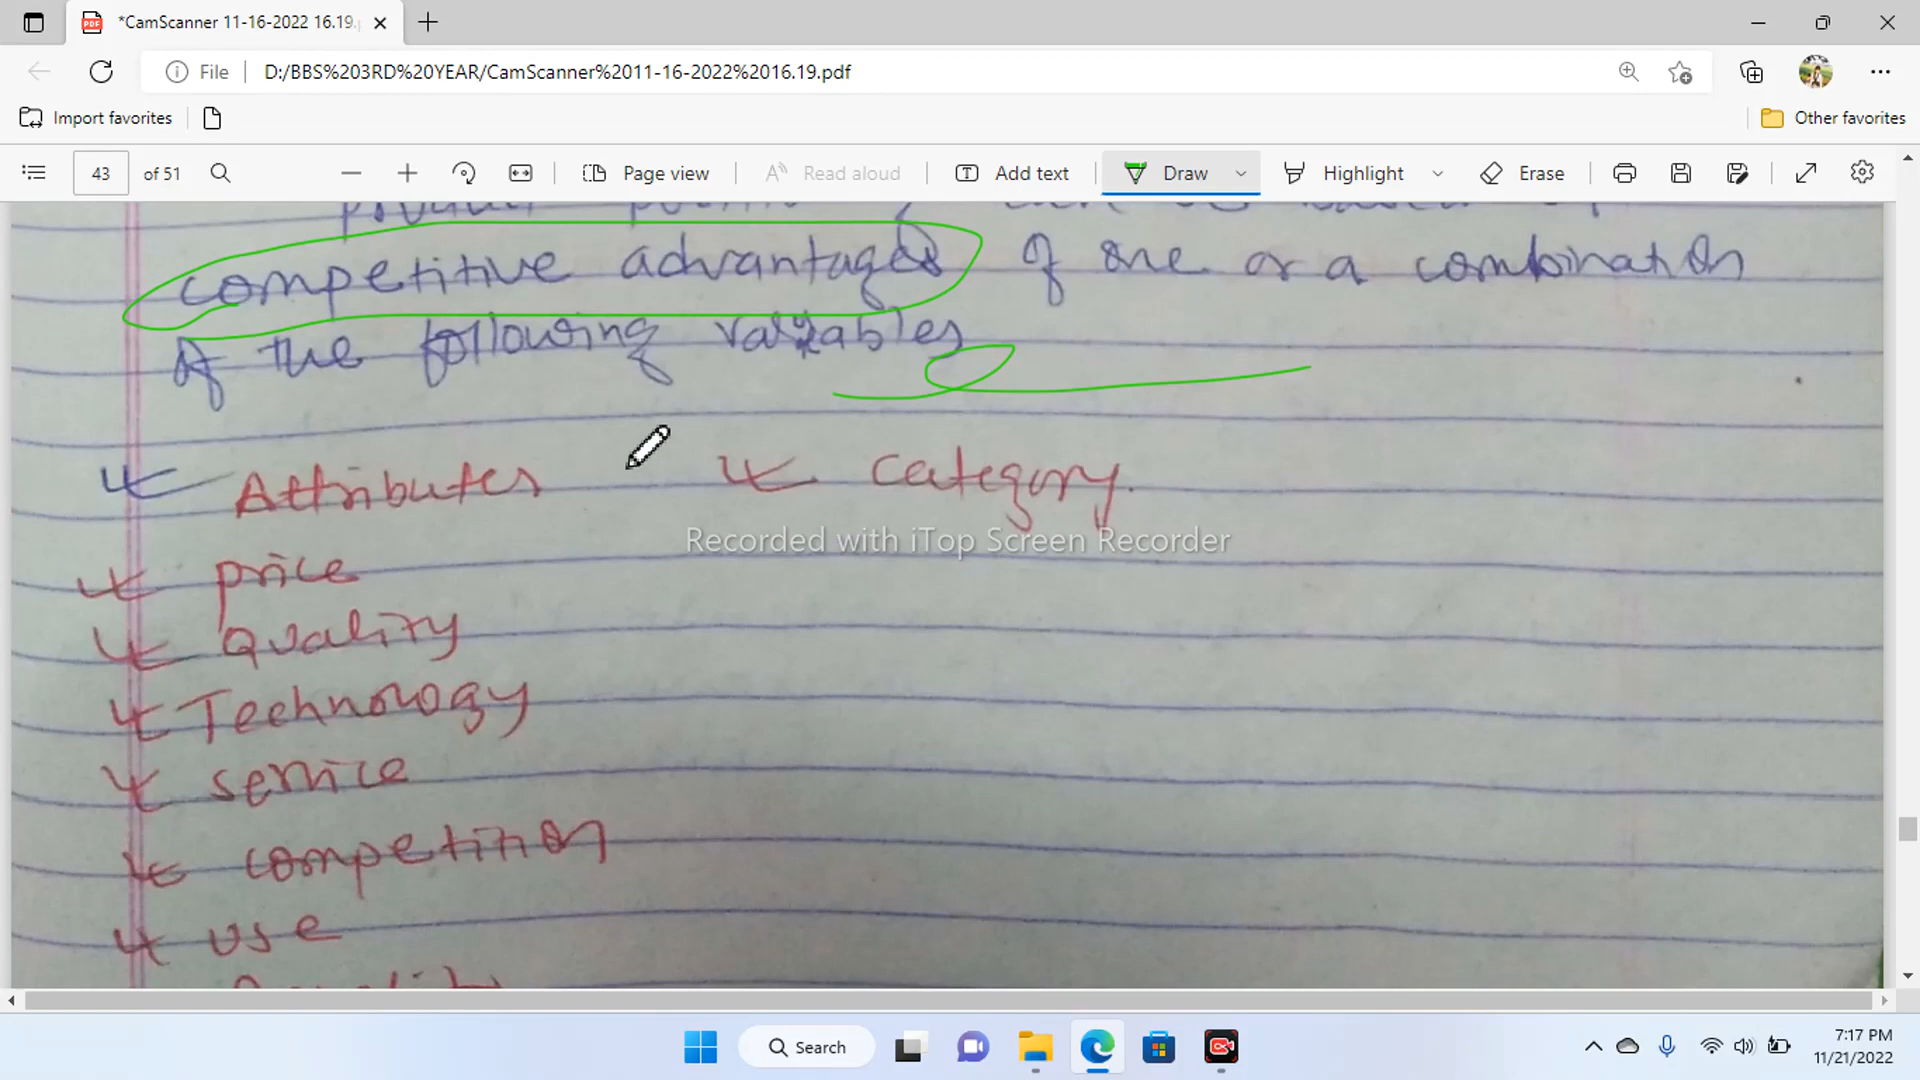 *CamScanner 11-16-2022 16.19.
File D:/BBS%203RD%20YEAR/CamScanner%2011-16-2022%2016.19.pdf
Import favorites Other favorites
43 of 51 Page view Read aloud Add text Draw Highlight Erase
product
competitive advantages of one or a combination
of the following variables
Attributes Category.
Recorded with iTop Screen Recorder
price
Quality
Technology
service
competition
use
Search
7:17 PM
11/21/2022